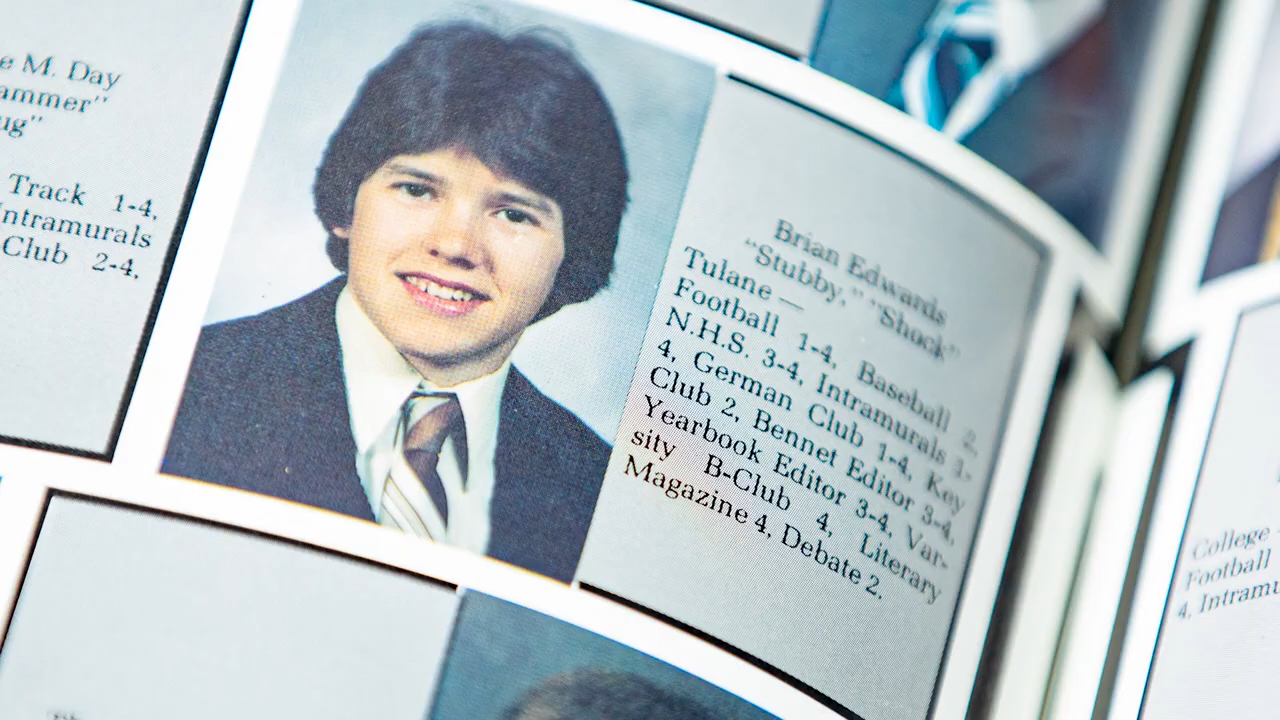 e M. Day
ammer"
ug"
Track 1-4,
Intramurals
Club 2-4,
Brian Edwards
"Stubby," "Shock"
Tulane —
Football 1-4, Baseball 2,
N.H.S. 3-4, Intramurals 1,
4, German Club 1-4, Key
Club 2, Bennet Editor 3-4,
Yearbook Editor 3-4, Var-
sity B-Club 4, Literary
Magazine 4, Debate 2.
College
Football
4, Intramu